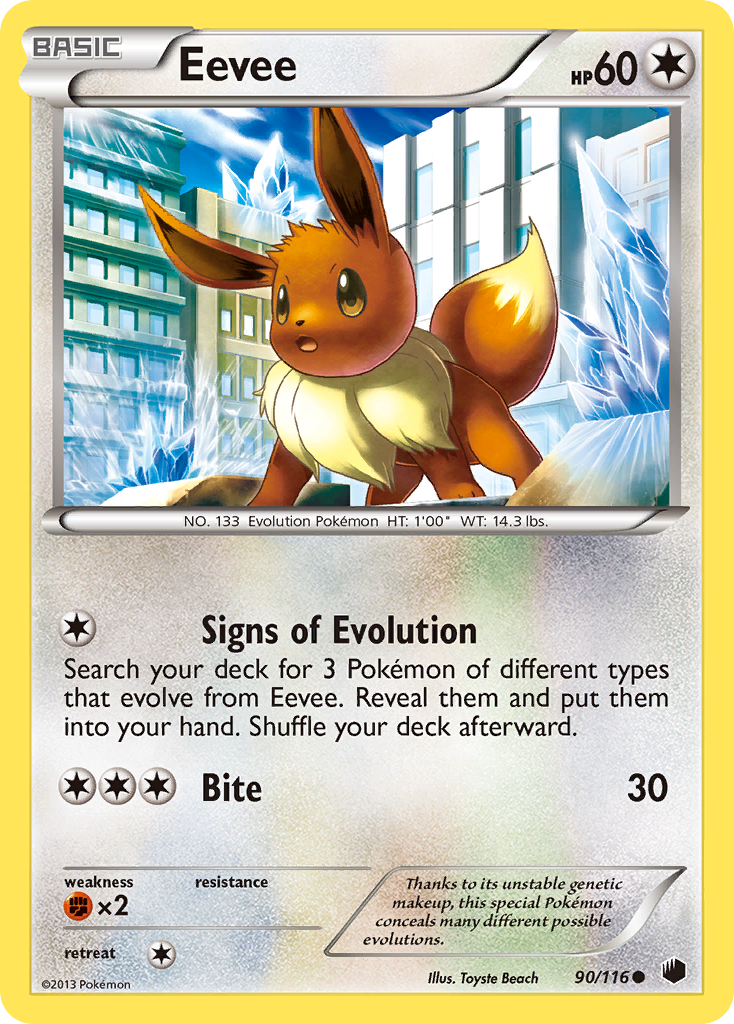 BASIC
Eevee
HP60
NO. 133 Evolution Pokémon HT: 1'00" WT: 14.3 lbs.
Signs of Evolution
Search your deck for 3 Pokémon of different types
that evolve from Eevee. Reveal them and put them
into your hand. Shuffle your deck afterward.
Bite 30
weakness resistance
×2
Thanks to its unstable genetic
makeup, this special Pokémon
conceals many different possible
evolutions.
retreat
©2013 Pokémon
Illus. Toyste Beach 90/116